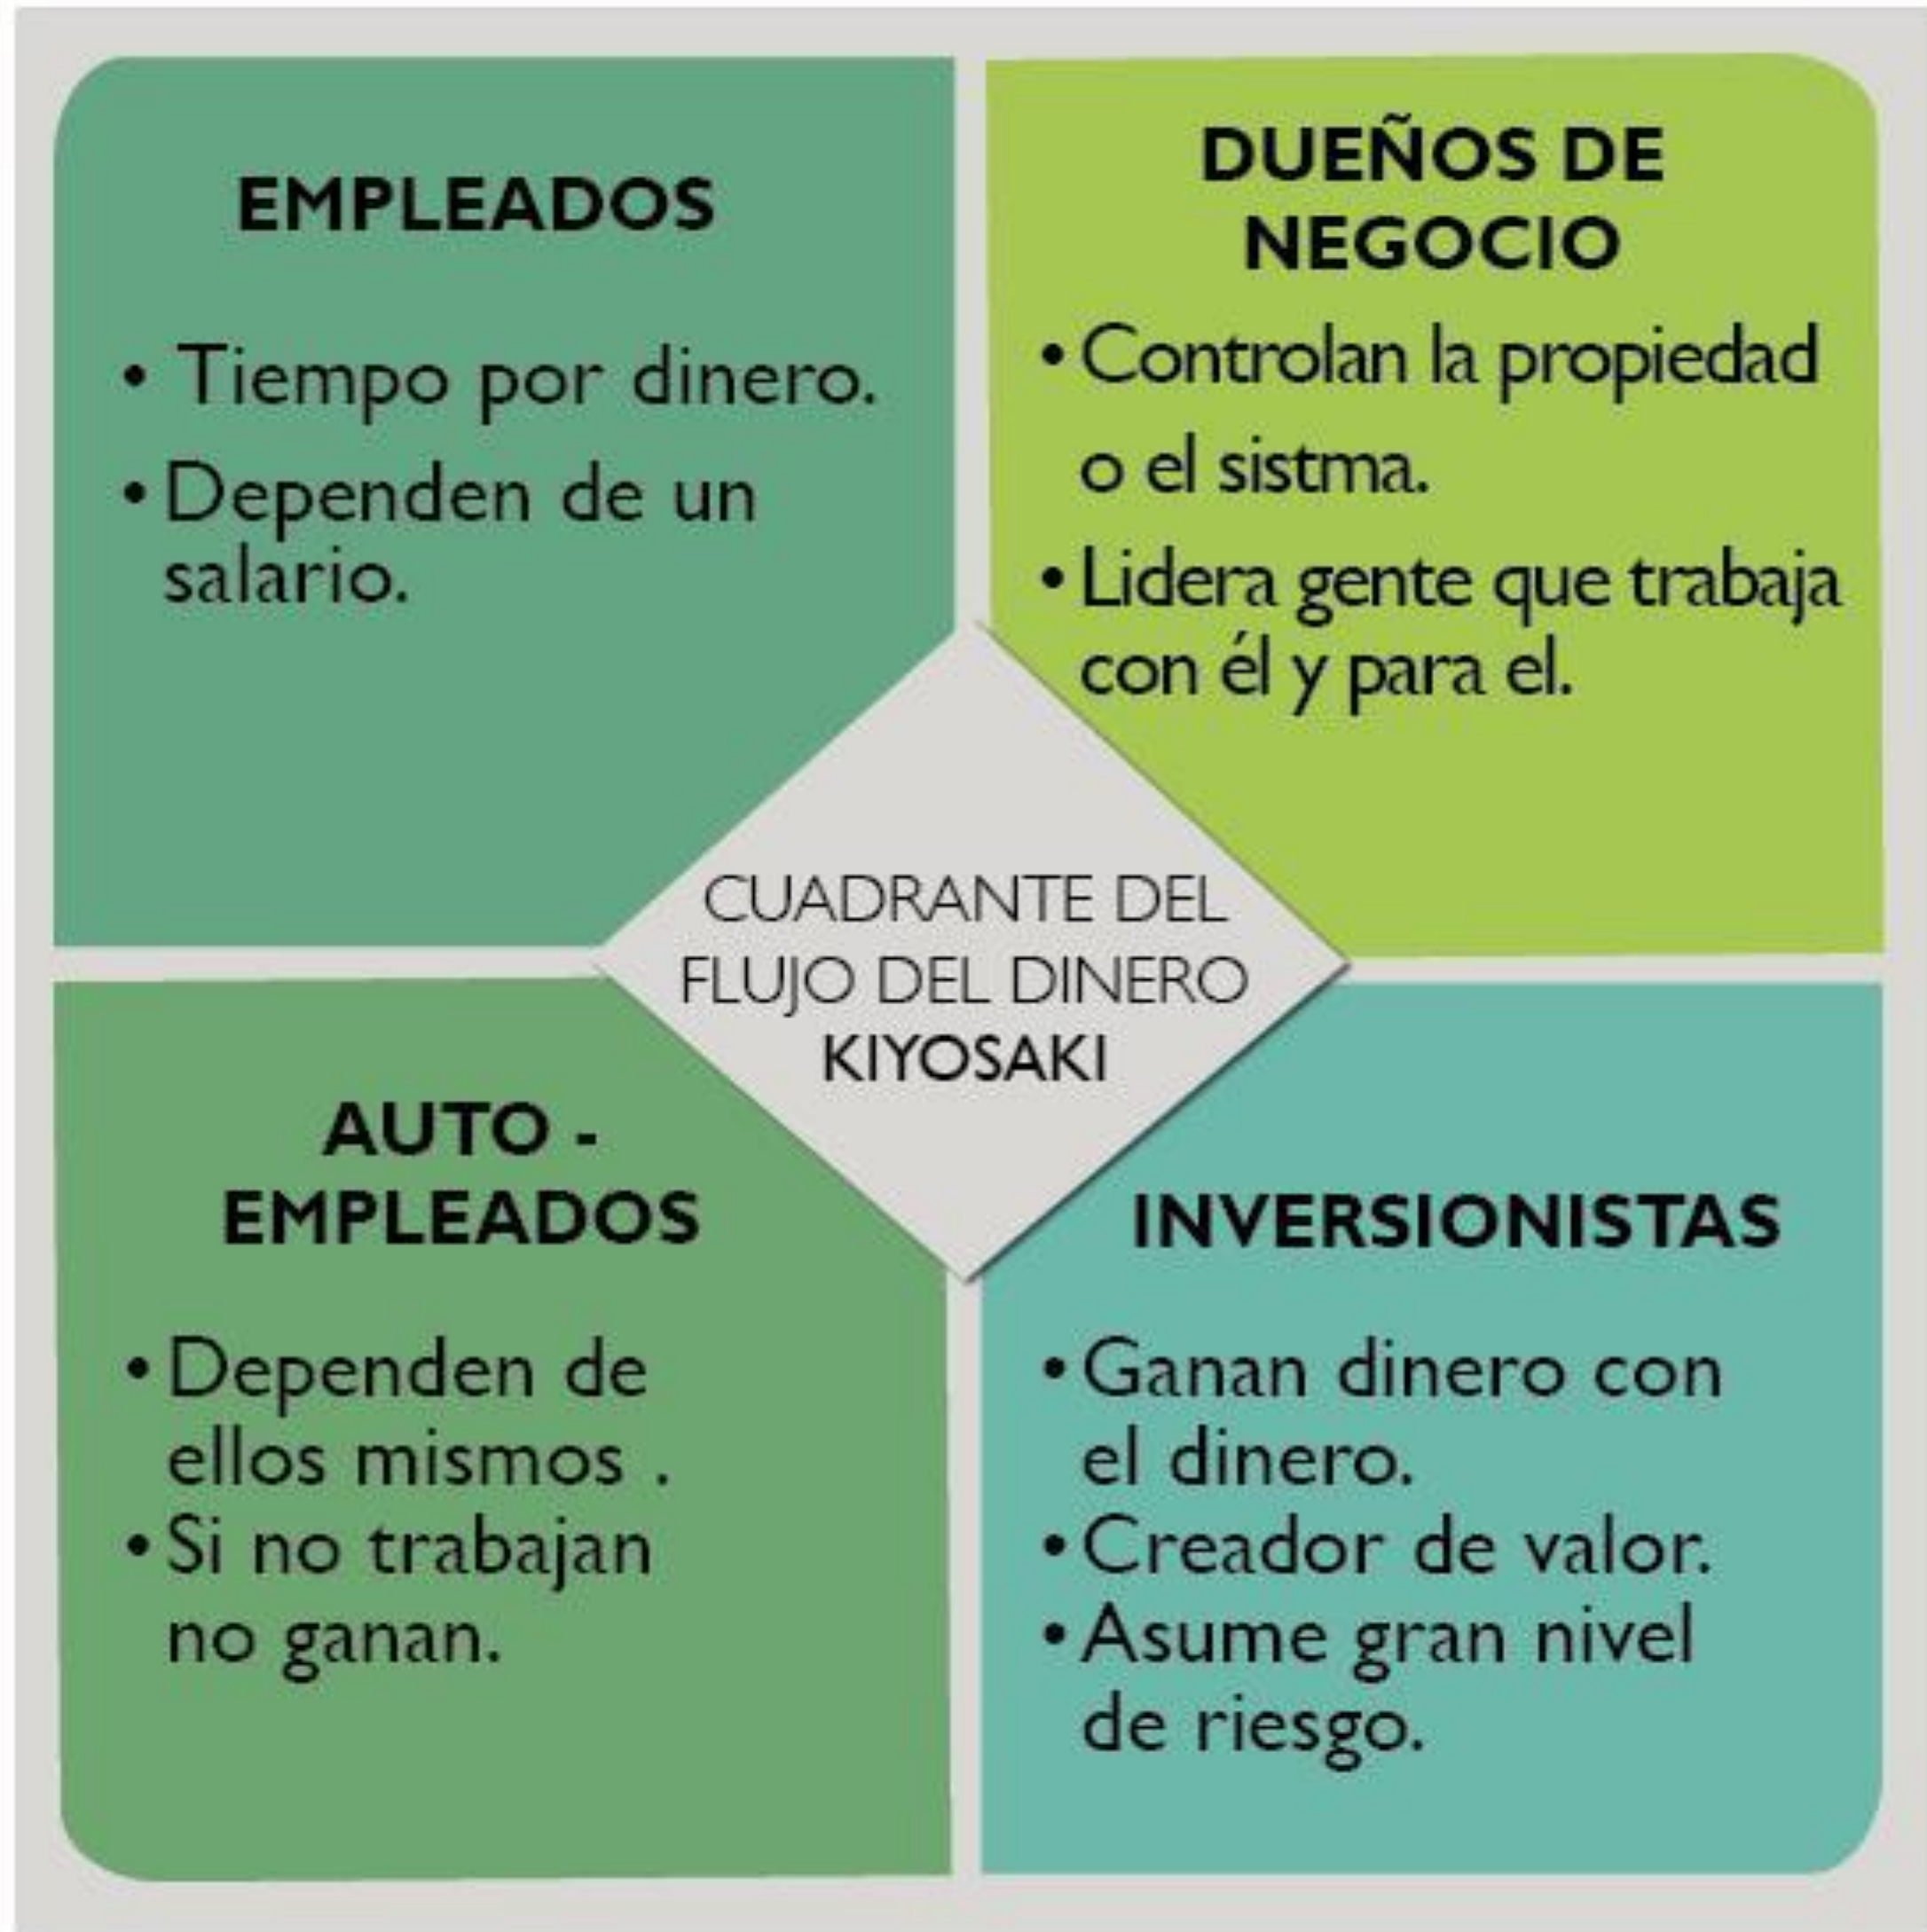 EMPLEADOS
• Tiempo por dinero.
• Dependen de un
salario.
DUEÑOS DE
NEGOCIO
• Controlan la propiedad
o el sistma.
• Lidera gente que trabaja
con él y para el.
CUADRANTE DEL
FLUJO DEL DINERO
KIYOSAKI
AUTO -
EMPLEADOS
• Dependen de
ellos mismos .
• Si no trabajan
no ganan.
INVERSIONISTAS
• Ganan dinero con
el dinero.
• Creador de valor.
• Asume gran nivel
de riesgo.